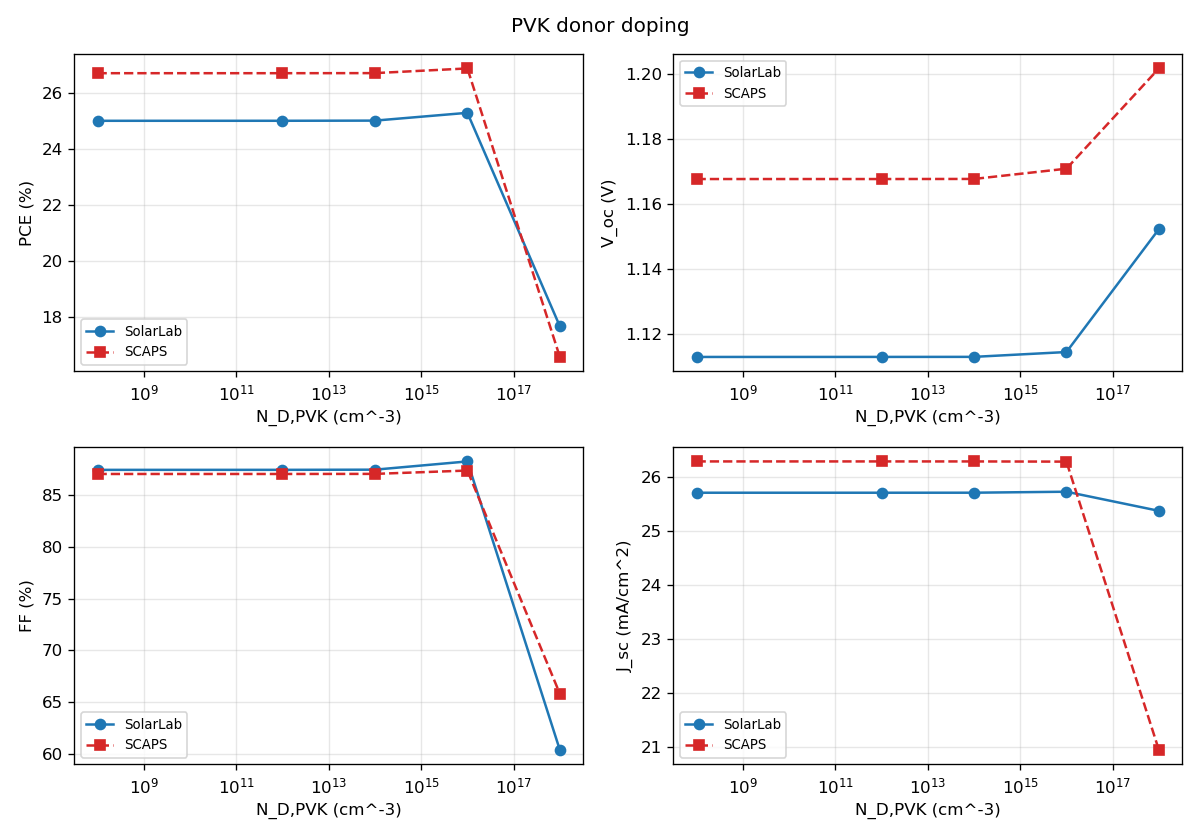 PVK donor doping
PCE (%)
26
24
22
20
18
SolarLab
SCAPS
10^9
10^11
10^13
10^15
10^17
N_D,PVK (cm^-3)
V_oc (V)
1.20
1.18
1.16
1.14
1.12
SolarLab
SCAPS
10^9
10^11
10^13
10^15
10^17
N_D,PVK (cm^-3)
FF (%)
85
80
75
70
65
60
SolarLab
SCAPS
10^9
10^11
10^13
10^15
10^17
N_D,PVK (cm^-3)
J_sc (mA/cm^2)
26
25
24
23
22
21
SolarLab
SCAPS
10^9
10^11
10^13
10^15
10^17
N_D,PVK (cm^-3)